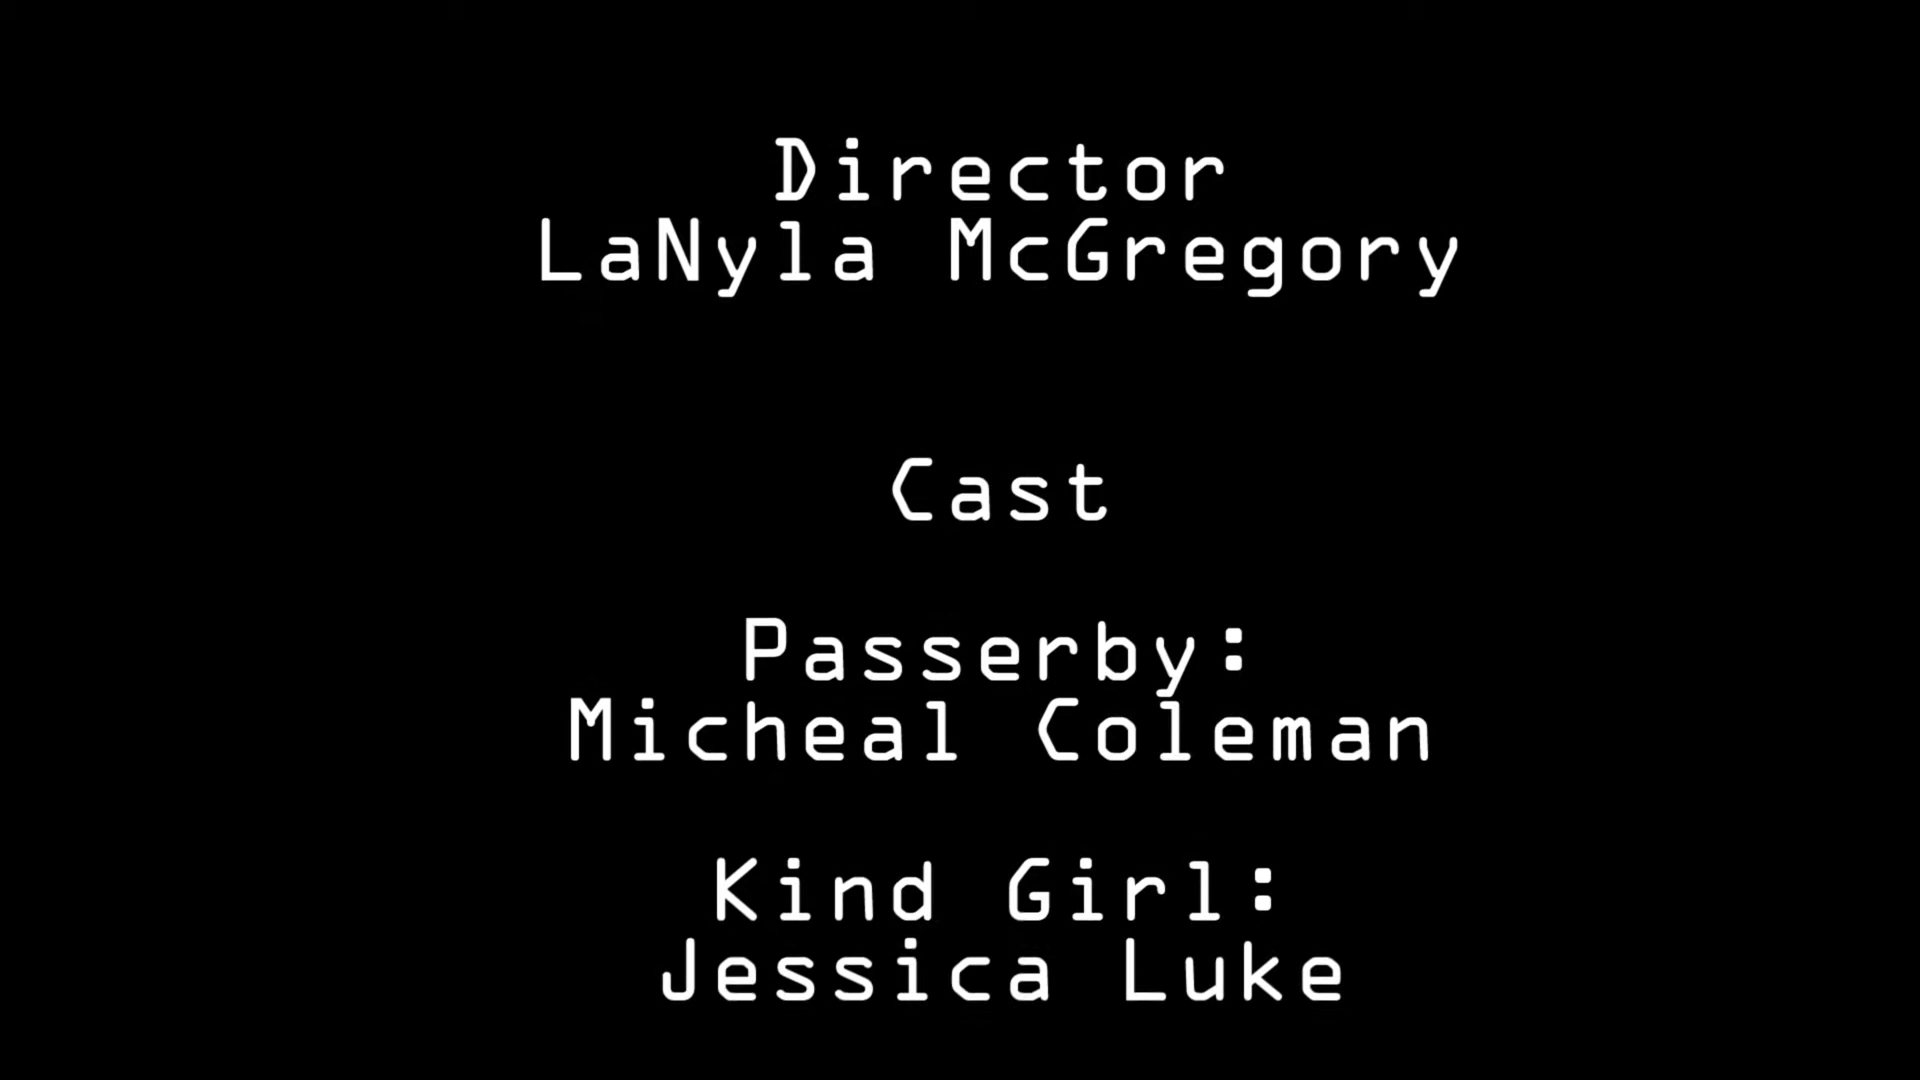 Director
LaNyla McGregory
Cast
Passerby:
Micheal Coleman
Kind Girl:
Jessica Luke